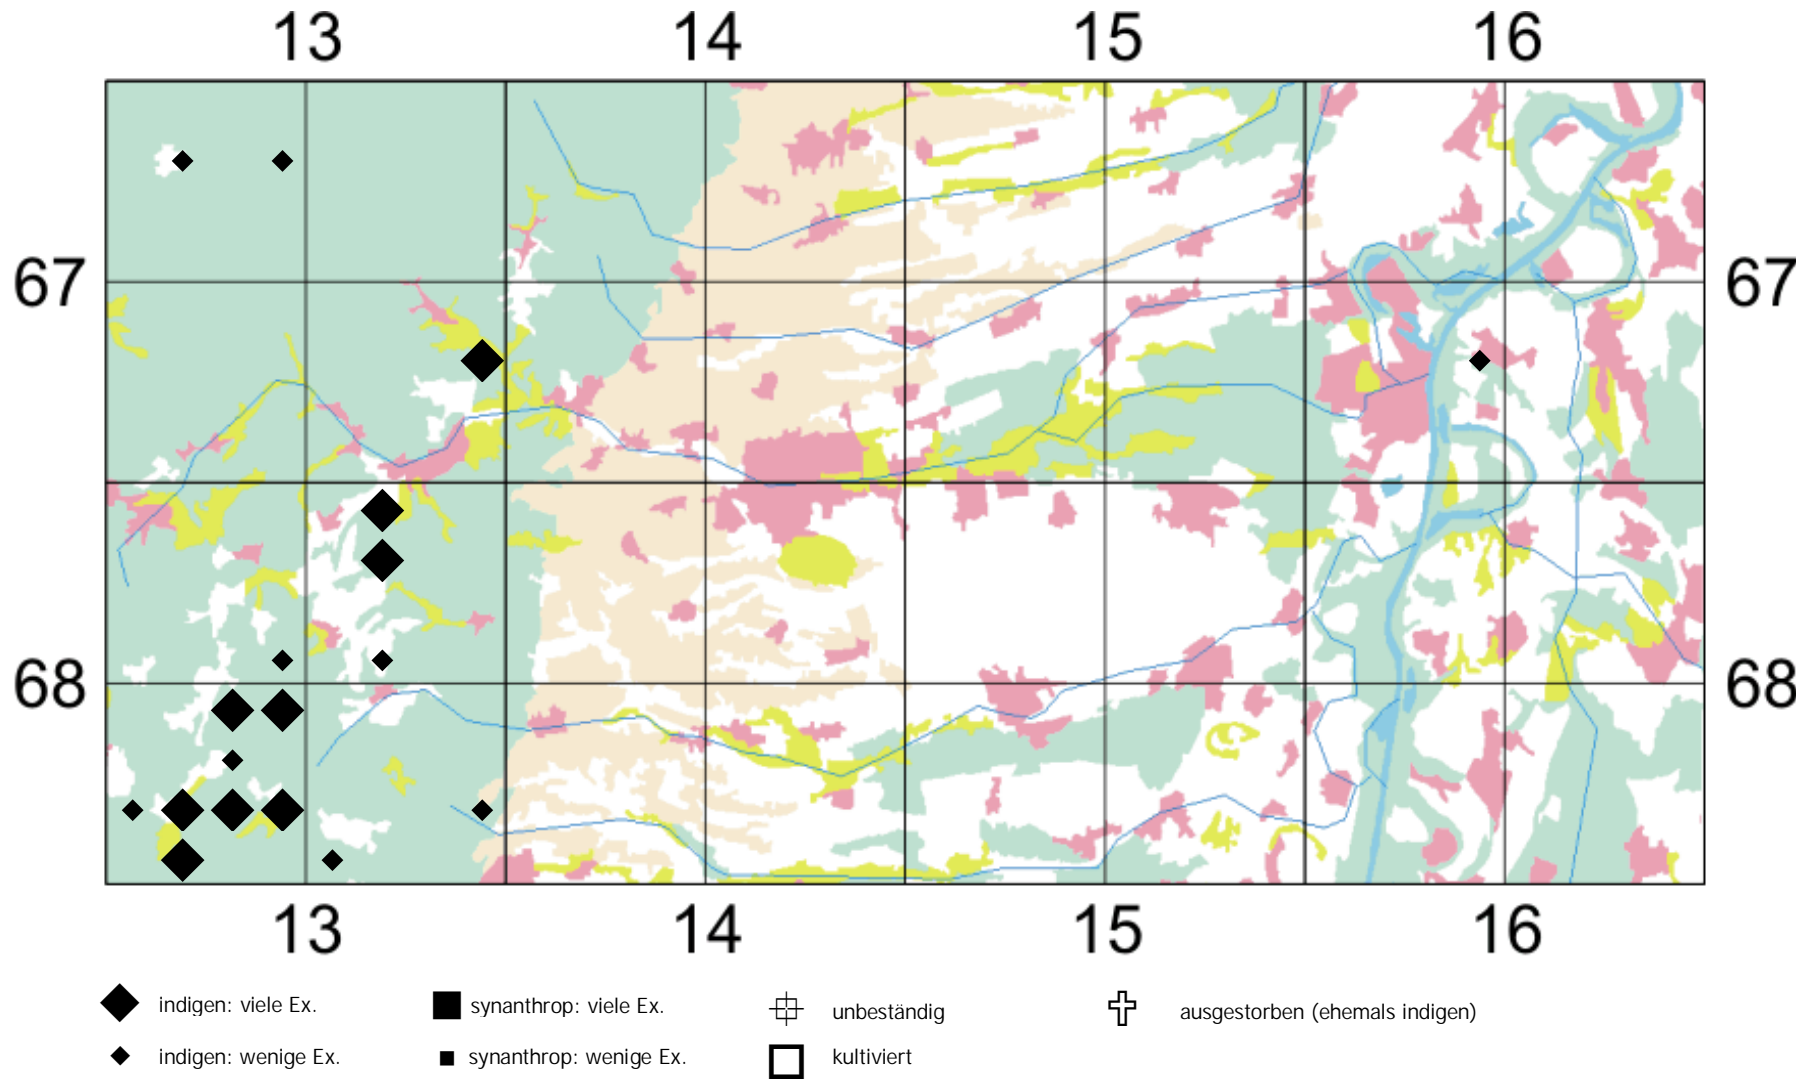 13 14 15 16
67 67
68 68
13 14 15 16
indigen: viele Ex. synanthrop: viele Ex. unbeständig ausgestorben (ehemals indigen)
indigen: wenige Ex. synanthrop: wenige Ex. kultiviert